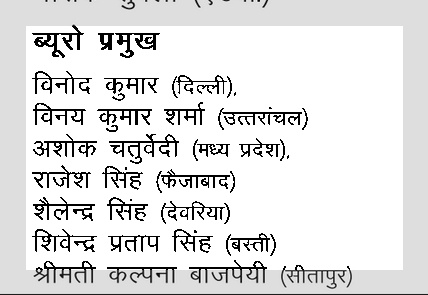 ब्यूरो प्रमुख
विनोद कुमार (दिल्ली),
विनय कुमार शर्मा (उत्तरांचल)
अशोक चतुर्वेदी (मध्य प्रदेश),
राजेश सिंह (फैजाबाद)
शैलेन्द्र सिंह (देवरिया)
शिवेन्द्र प्रताप सिंह (बस्ती)
श्रीमती कल्पना बाजपेयी (सीतापुर)